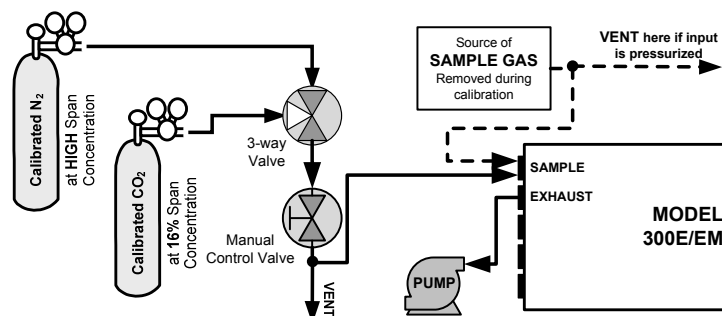 Calibrated N2
at HIGH Span
Concentration
Calibrated CO2
at 16% Span
Concentration
3-way
Valve
Manual
Control Valve
VENT
Source of
SAMPLE GAS
Removed during
calibration
VENT here if input
is pressurized
SAMPLE
EXHAUST
MODEL
300E/EM
PUMP